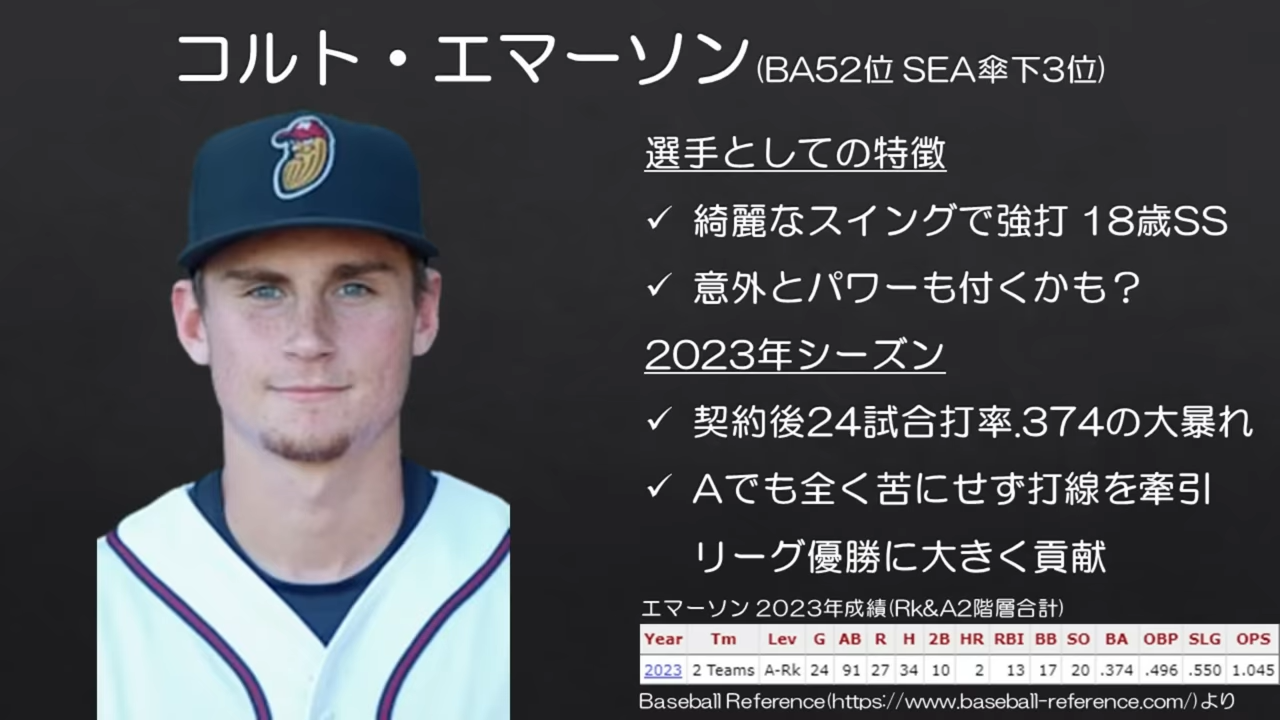 コルト・エマーソン(BA52位 SEA傘下3位)
選手としての特徴
✓ 綺麗なスイングで強打 18歳SS
✓ 意外とパワーも付くかも？
2023年シーズン
✓ 契約後24試合打率.374の大暴れ
✓ Aでも全く苦にせず打線を牽引
リーグ優勝に大きく貢献
エマーソン 2023年成績(Rk&A2階層合計)
Year Tm Lev G AB R H 2B HR RBI BB SO BA OBP SLG OPS
2023 2 Teams A-Rk 24 91 27 34 10 2 13 17 20 .374 .496 .550 1.045
Baseball Reference(https://www.baseball-reference.com/)より